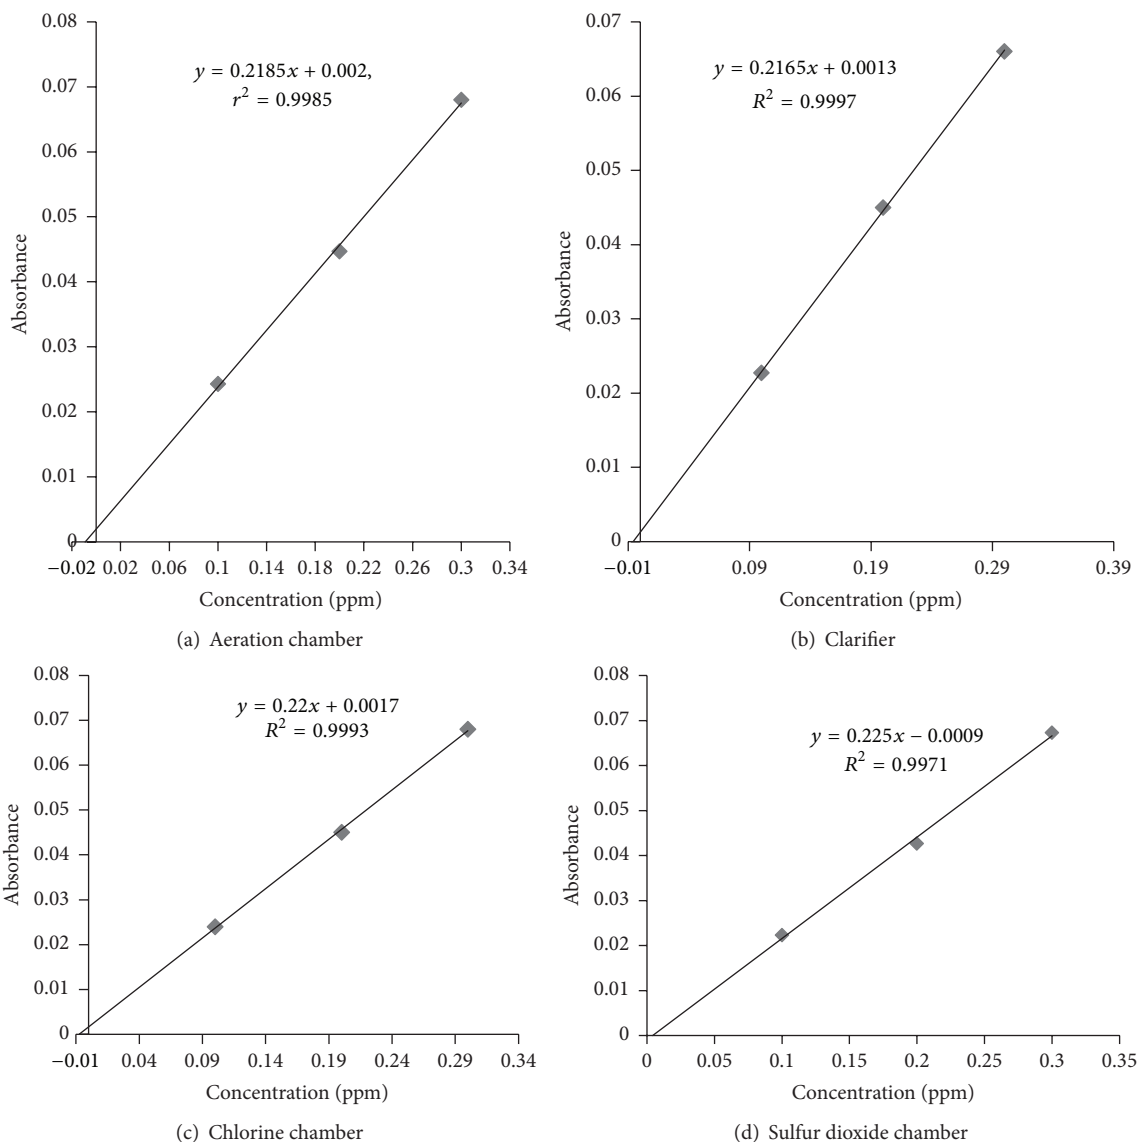 0.08
0.07
0.06
0.05
0.04
0.03
0.02
0.01
0
Absorbance
y = 0.2185x + 0.002,
r² = 0.9985
−0.02 0.02 0.06 0.1 0.14 0.18 0.22 0.26 0.3 0.34
Concentration (ppm)
(a) Aeration chamber
0.07
0.06
0.05
0.04
0.03
0.02
0.01
0
Absorbance
y = 0.2165x + 0.0013
R² = 0.9997
−0.01 0.09 0.19 0.29 0.39
Concentration (ppm)
(b) Clarifier
0.08
0.07
0.06
0.05
0.04
0.03
0.02
0.01
0
Absorbance
y = 0.22x + 0.0017
R² = 0.9993
−0.01 0.04 0.09 0.14 0.19 0.24 0.29 0.34
Concentration (ppm)
(c) Chlorine chamber
0.08
0.07
0.06
0.05
0.04
0.03
0.02
0.01
0
Absorbance
y = 0.225x − 0.0009
R² = 0.9971
0 0.05 0.1 0.15 0.2 0.25 0.3 0.35
Concentration (ppm)
(d) Sulfur dioxide chamber